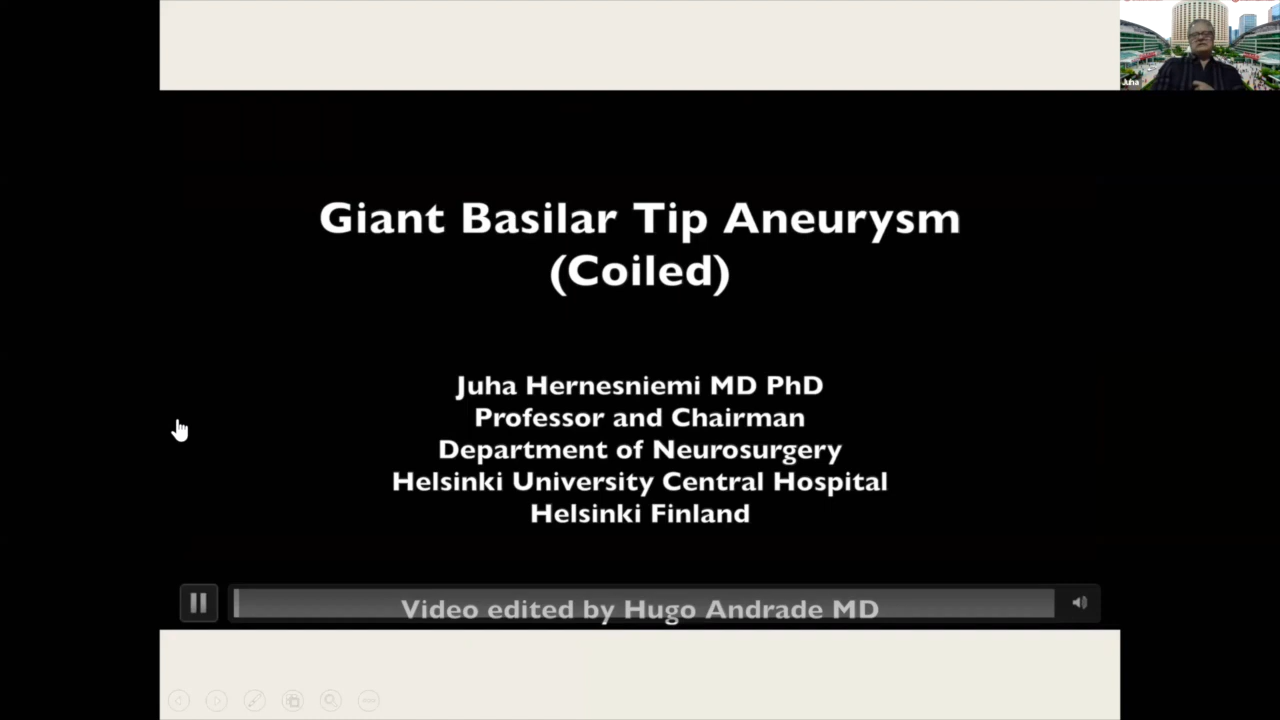 Giant Basilar Tip Aneurysm
(Coiled)
Juha Hernesniemi MD PhD
Professor and Chairman
Department of Neurosurgery
Helsinki University Central Hospital
Helsinki Finland
Video edited by Hugo Andrade MD
Juha